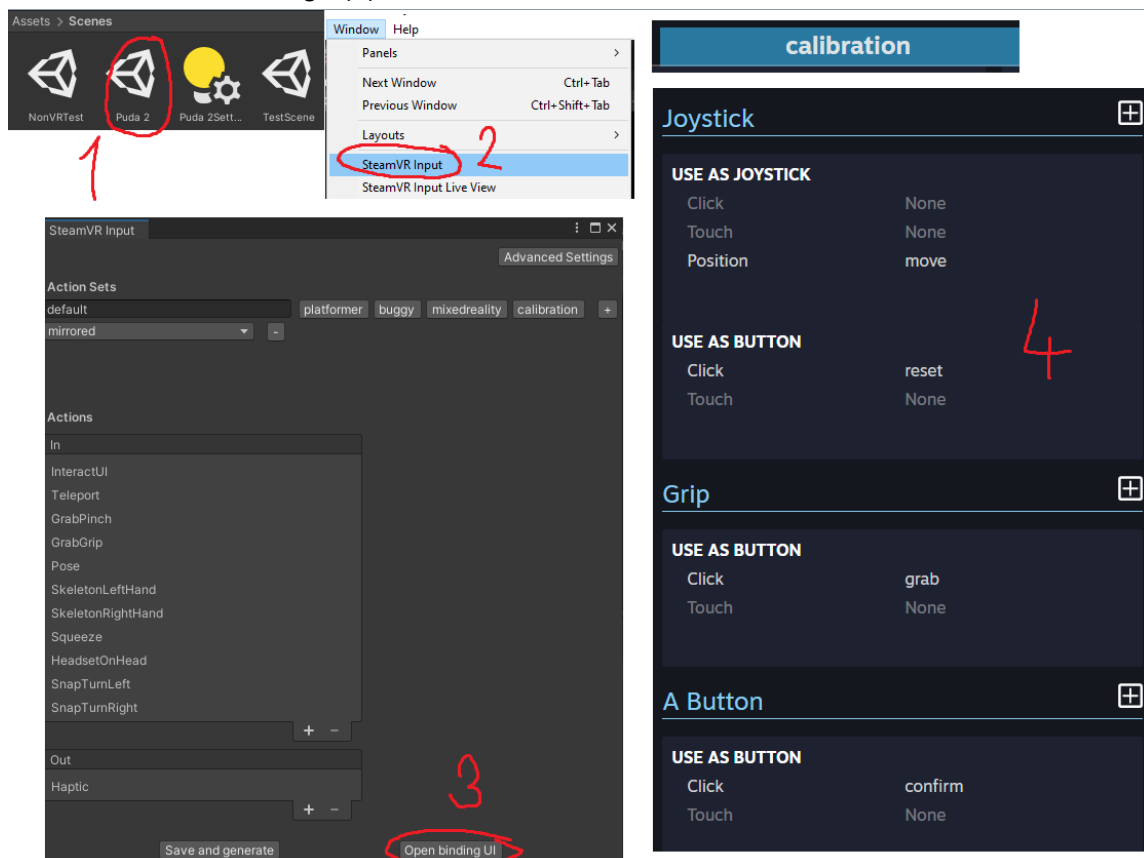 Assets > Scenes
NonVRTest
Puda 2
Puda 2Sett...
TestScene
1
Window Help
Panels >
Next Window Ctrl+Tab
Previous Window Ctrl+Shift+Tab
Layouts >
SteamVR Input
SteamVR Input Live View
2
SteamVR Input
Advanced Settings
Action Sets
default platformer buggy mixedreality calibration +
mirrored -
Actions
In
InteractUI
Teleport
GrabPinch
GrabGrip
Pose
SkeletonLeftHand
SkeletonRightHand
Squeeze
HeadsetOnHead
SnapTurnLeft
SnapTurnRight
+ -
Out
Haptic
+ -
Save and generate Open binding UI
3
calibration
Joystick
USE AS JOYSTICK
Click None
Touch None
Position move
USE AS BUTTON
Click reset
Touch None
4
Grip
USE AS BUTTON
Click grab
Touch None
A Button
USE AS BUTTON
Click confirm
Touch None